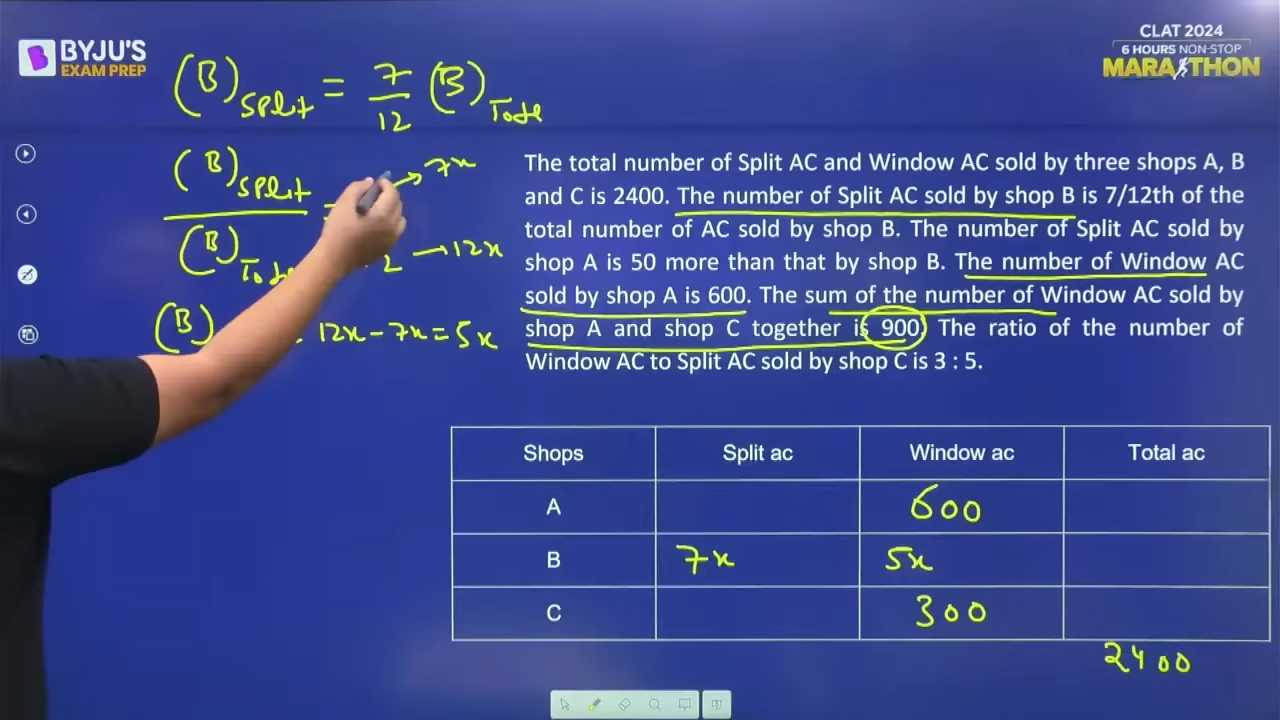 BYJU'S
EXAM PREP
CLAT 2024
6 HOURS NON-STOP
MARATHON
(B) Split = 7/12 (B)
(B) Split → 7x
(B) → 12x
(B) 12x - 7x = 5x
The total number of Split AC and Window AC sold by three shops A, B
and C is 2400. The number of Split AC sold by shop B is 7/12th of the
total number of AC sold by shop B. The number of Split AC sold by
shop A is 50 more than that by shop B. The number of Window AC
sold by shop A is 600. The sum of the number of Window AC sold by
shop A and shop C together is 900. The ratio of the number of
Window AC to Split AC sold by shop C is 3 : 5.
Shops Split ac Window ac Total ac
A 600
B 7x 5x
C 300
2400